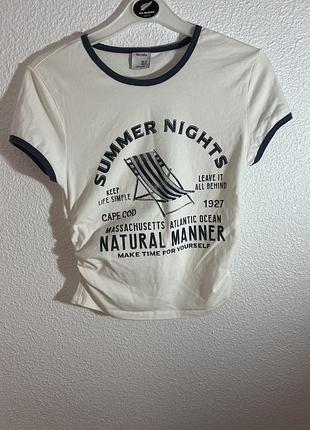 SUMMER NIGHTS
KEEP
LIFE SIMPLE
LEAVE IT
ALL BEHIND
CAPE COD
1927
MASSACHUSETTS ATLANTIC OCEAN
NATURAL MANNER
MAKE TIME FOR YOURSELF